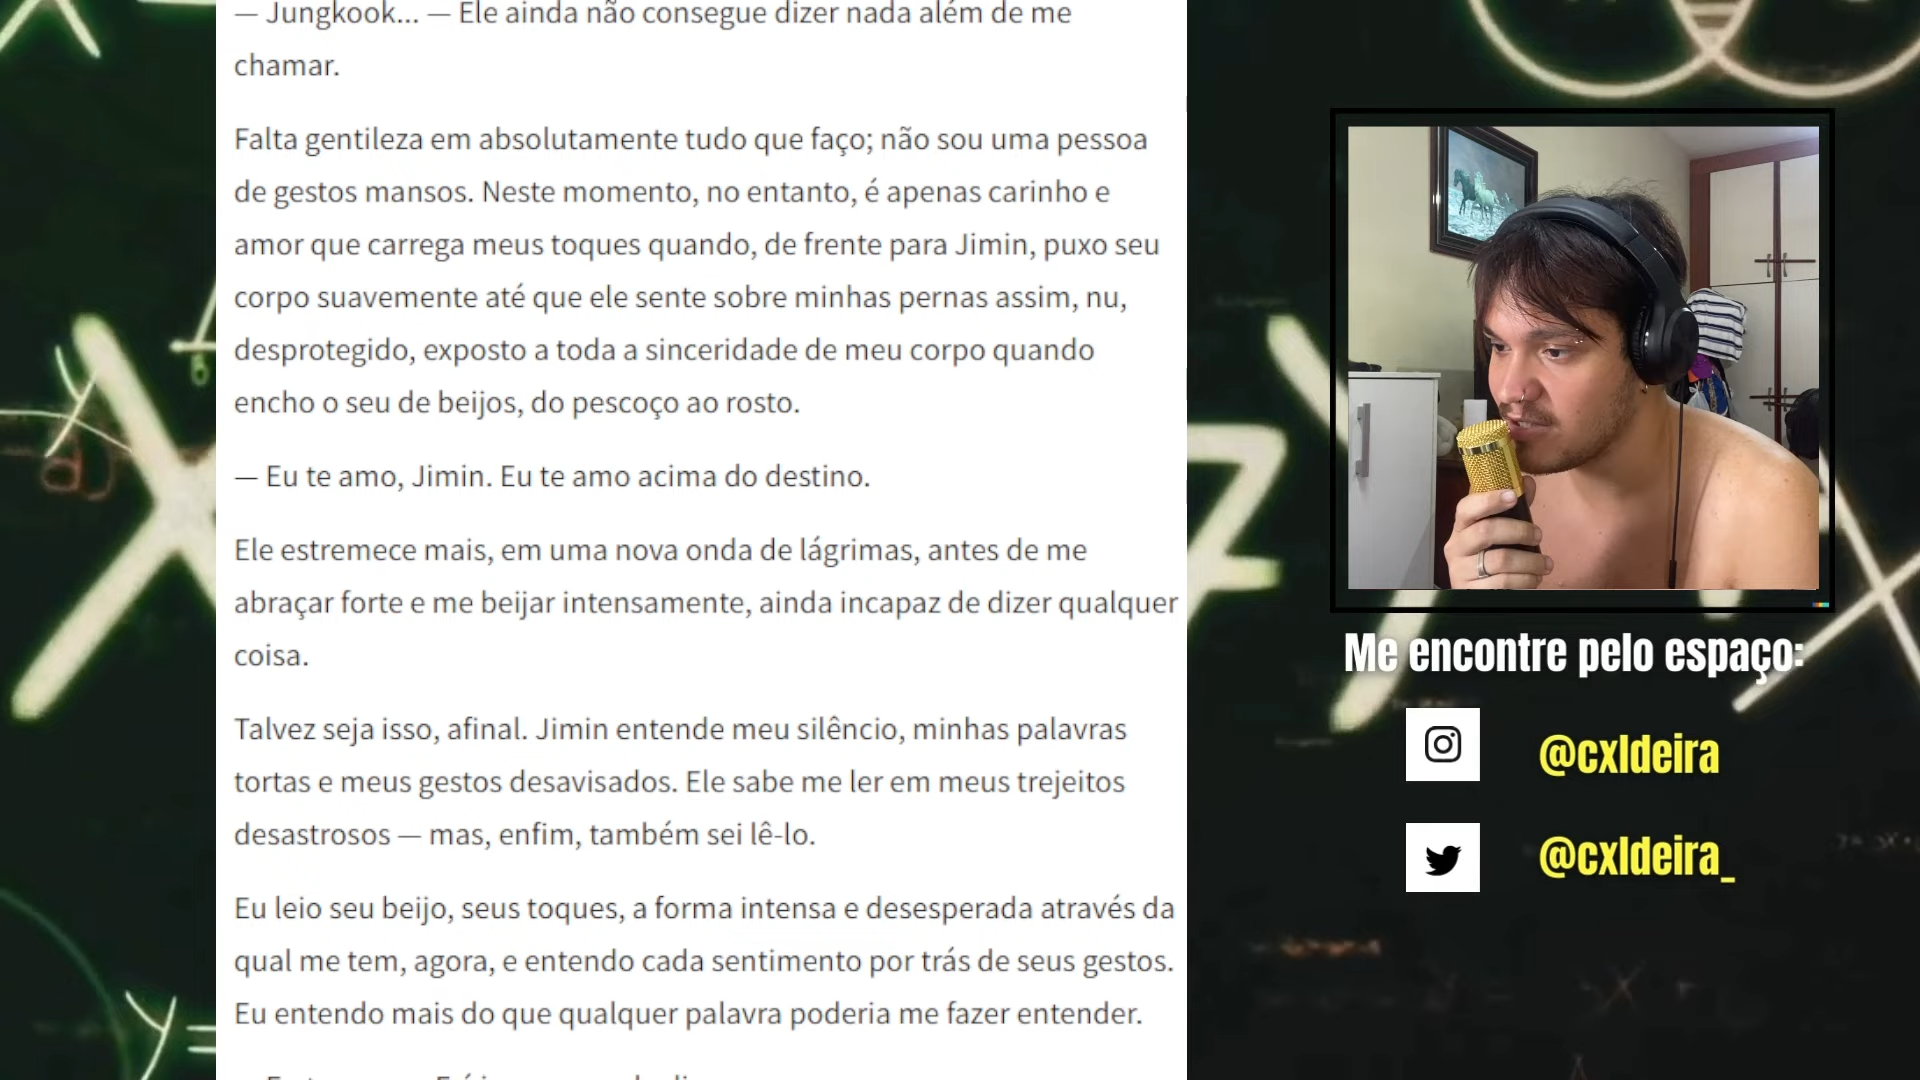 — Jungkook... — Ele ainda não consegue dizer nada além de me
chamar.
Falta gentileza em absolutamente tudo que faço; não sou uma pessoa
de gestos mansos. Neste momento, no entanto, é apenas carinho e
amor que carrega meus toques quando, de frente para Jimin, puxo seu
corpo suavemente até que ele sente sobre minhas pernas assim, nu,
desprotegido, exposto a toda a sinceridade de meu corpo quando
encho o seu de beijos, do pescoço ao rosto.
— Eu te amo, Jimin. Eu te amo acima do destino.
Ele estremece mais, em uma nova onda de lágrimas, antes de me
abraçar forte e me beijar intensamente, ainda incapaz de dizer qualquer
coisa.
Talvez seja isso, afinal. Jimin entende meu silêncio, minhas palavras
tortas e meus gestos desavisados. Ele sabe me ler em meus trejeitos
desastrosos — mas, enfim, também sei lê-lo.
Eu leio seu beijo, seus toques, a forma intensa e desesperada através da
qual me tem, agora, e entendo cada sentimento por trás de seus gestos.
Eu entendo mais do que qualquer palavra poderia me fazer entender.
Me encontre pelo espaço:
@cxldeira
@cxldeira_
y=